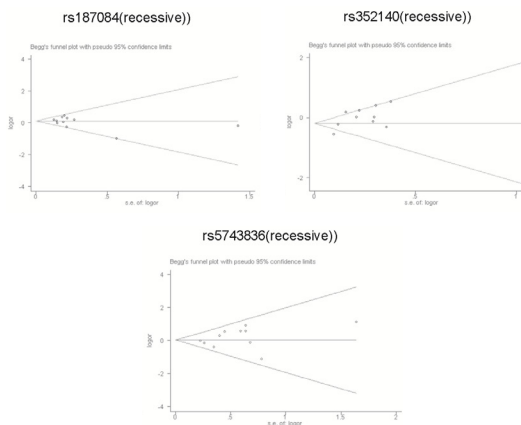 rs187084(recessive))
Begg's funnel plot with pseudo 95% confidence limits
4
2
0
-2
-4
logor
0
.5
1
1.5
s.e. of: logor
rs352140(recessive))
Begg's funnel plot with pseudo 95% confidence limits
2
0
-2
logor
0
.5
1
s.e. of: logor
rs5743836(recessive))
Begg's funnel plot with pseudo 95% confidence limits
4
2
0
-2
-4
logor
0
.5
1
1.5
2
s.e. of: logor